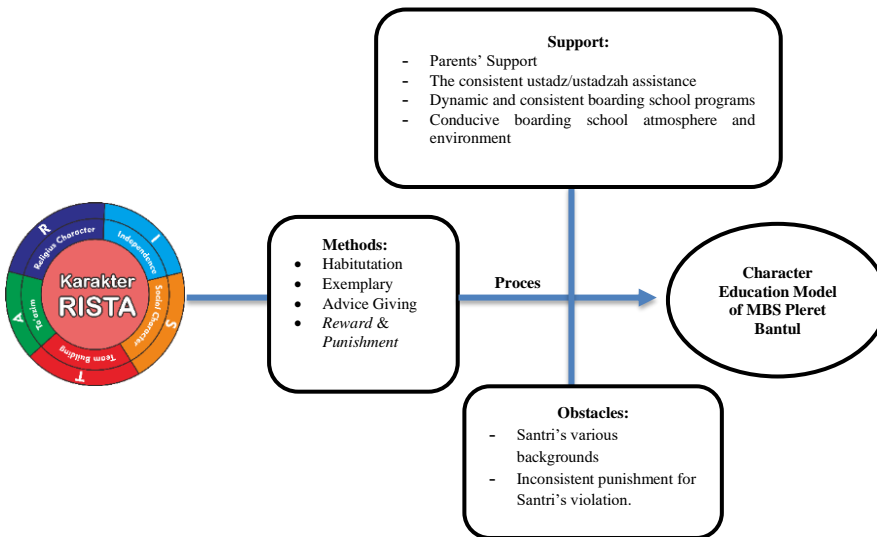 Support:
- Parents' Support
- The consistent ustadz/ustadzah assistance
- Dynamic and consistent boarding school programs
- Conducive boarding school atmosphere and
environment
R
Religius Character
I
Independence
S
Social Character
T
Team Building
A
Ta'azim
Karakter
RISTA
Methods:
• Habitutation
• Exemplary
• Advice Giving
• Reward &
Punishment
Proces
Character
Education Model
of MBS Pleret
Bantul
Obstacles:
- Santri's various
backgrounds
- Inconsistent punishment for
Santri's violation.